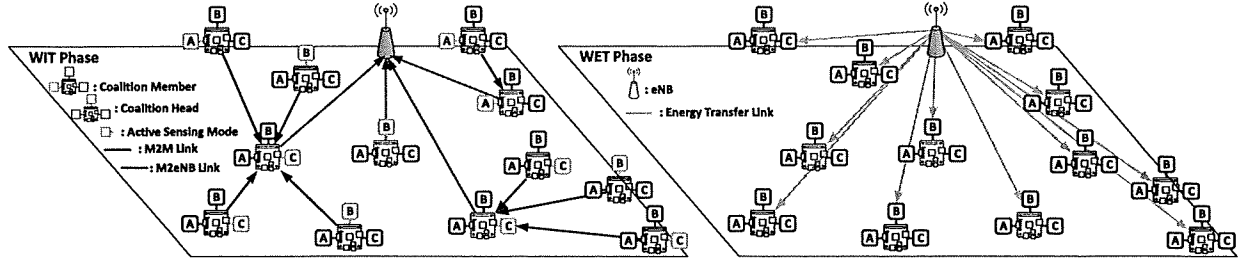 WIT Phase
: Coalition Member
: Coalition Head
: Active Sensing Mode
: M2M Link
: M2eNB Link
B
A C
B
A C
B
A C
B
A C
B
A C
B
A C
B
A C
B
A C
B
A C
B
A C
B
A C
B
A C
WET Phase
: eNB
: Energy Transfer Link
B
A C
B
A C
B
A C
B
A C
B
A C
B
A C
B
A C
B
A C
B
A C
B
A C
B
A C
B
A C